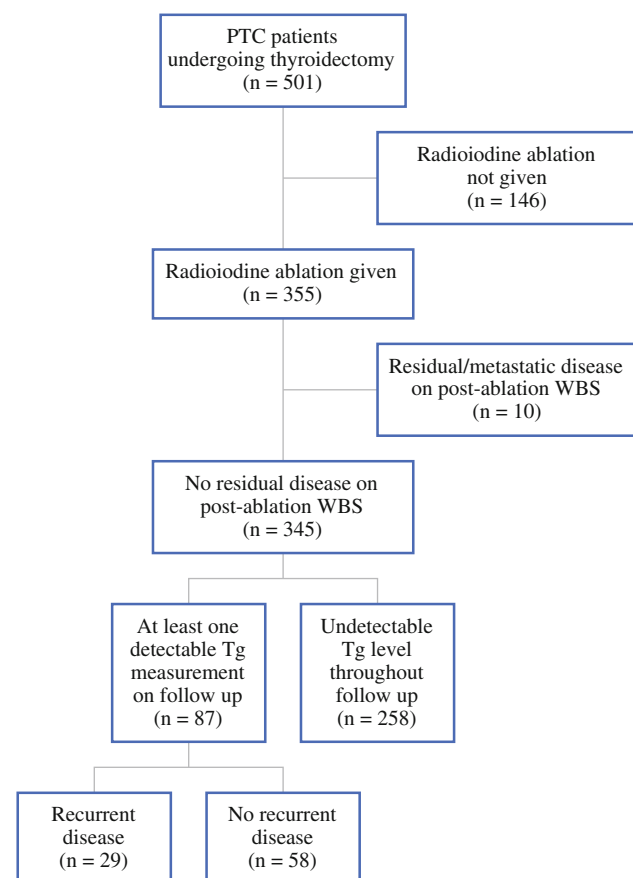 PTC patients
undergoing thyroidectomy
(n = 501)
Radioiodine ablation
not given
(n = 146)
Radioiodine ablation given
(n = 355)
Residual/metastatic disease
on post-ablation WBS
(n = 10)
No residual disease on
post-ablation WBS
(n = 345)
At least one
detectable Tg
measurement
on follow up
(n = 87)
Undetectable
Tg level
throughout
follow up
(n = 258)
Recurrent
disease
(n = 29)
No recurrent
disease
(n = 58)